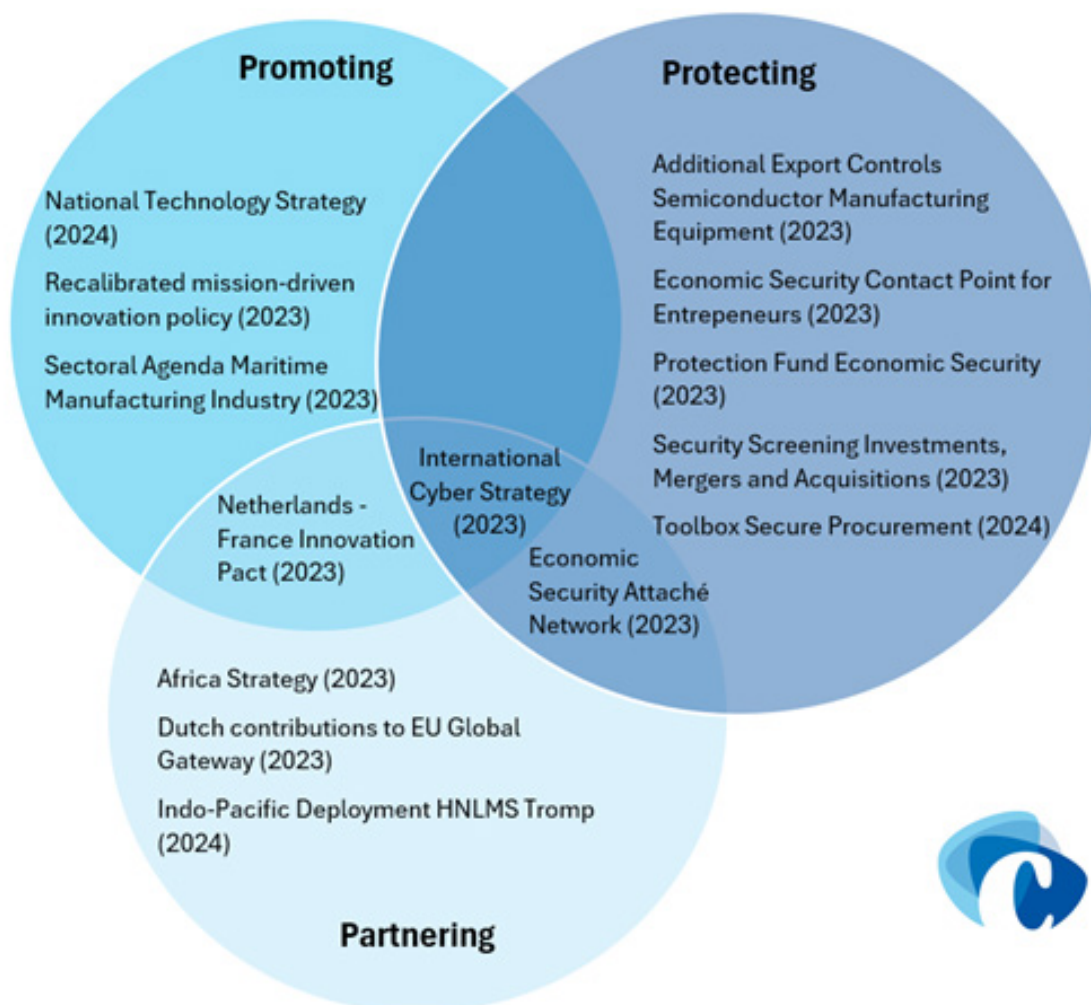 Promoting
National Technology Strategy
(2024)
Recalibrated mission-driven
innovation policy (2023)
Sectoral Agenda Maritime
Manufacturing Industry (2023)
Protecting
Additional Export Controls
Semiconductor Manufacturing
Equipment (2023)
Economic Security Contact Point for
Entrepeneurs (2023)
Protection Fund Economic Security
(2023)
Security Screening Investments,
Mergers and Acquisitions (2023)
Toolbox Secure Procurement (2024)
International
Cyber Strategy
(2023)
Netherlands -
France Innovation
Pact (2023)
Economic
Security Attaché
Network (2023)
Africa Strategy (2023)
Dutch contributions to EU Global
Gateway (2023)
Indo-Pacific Deployment HNLMS Tromp
(2024)
Partnering